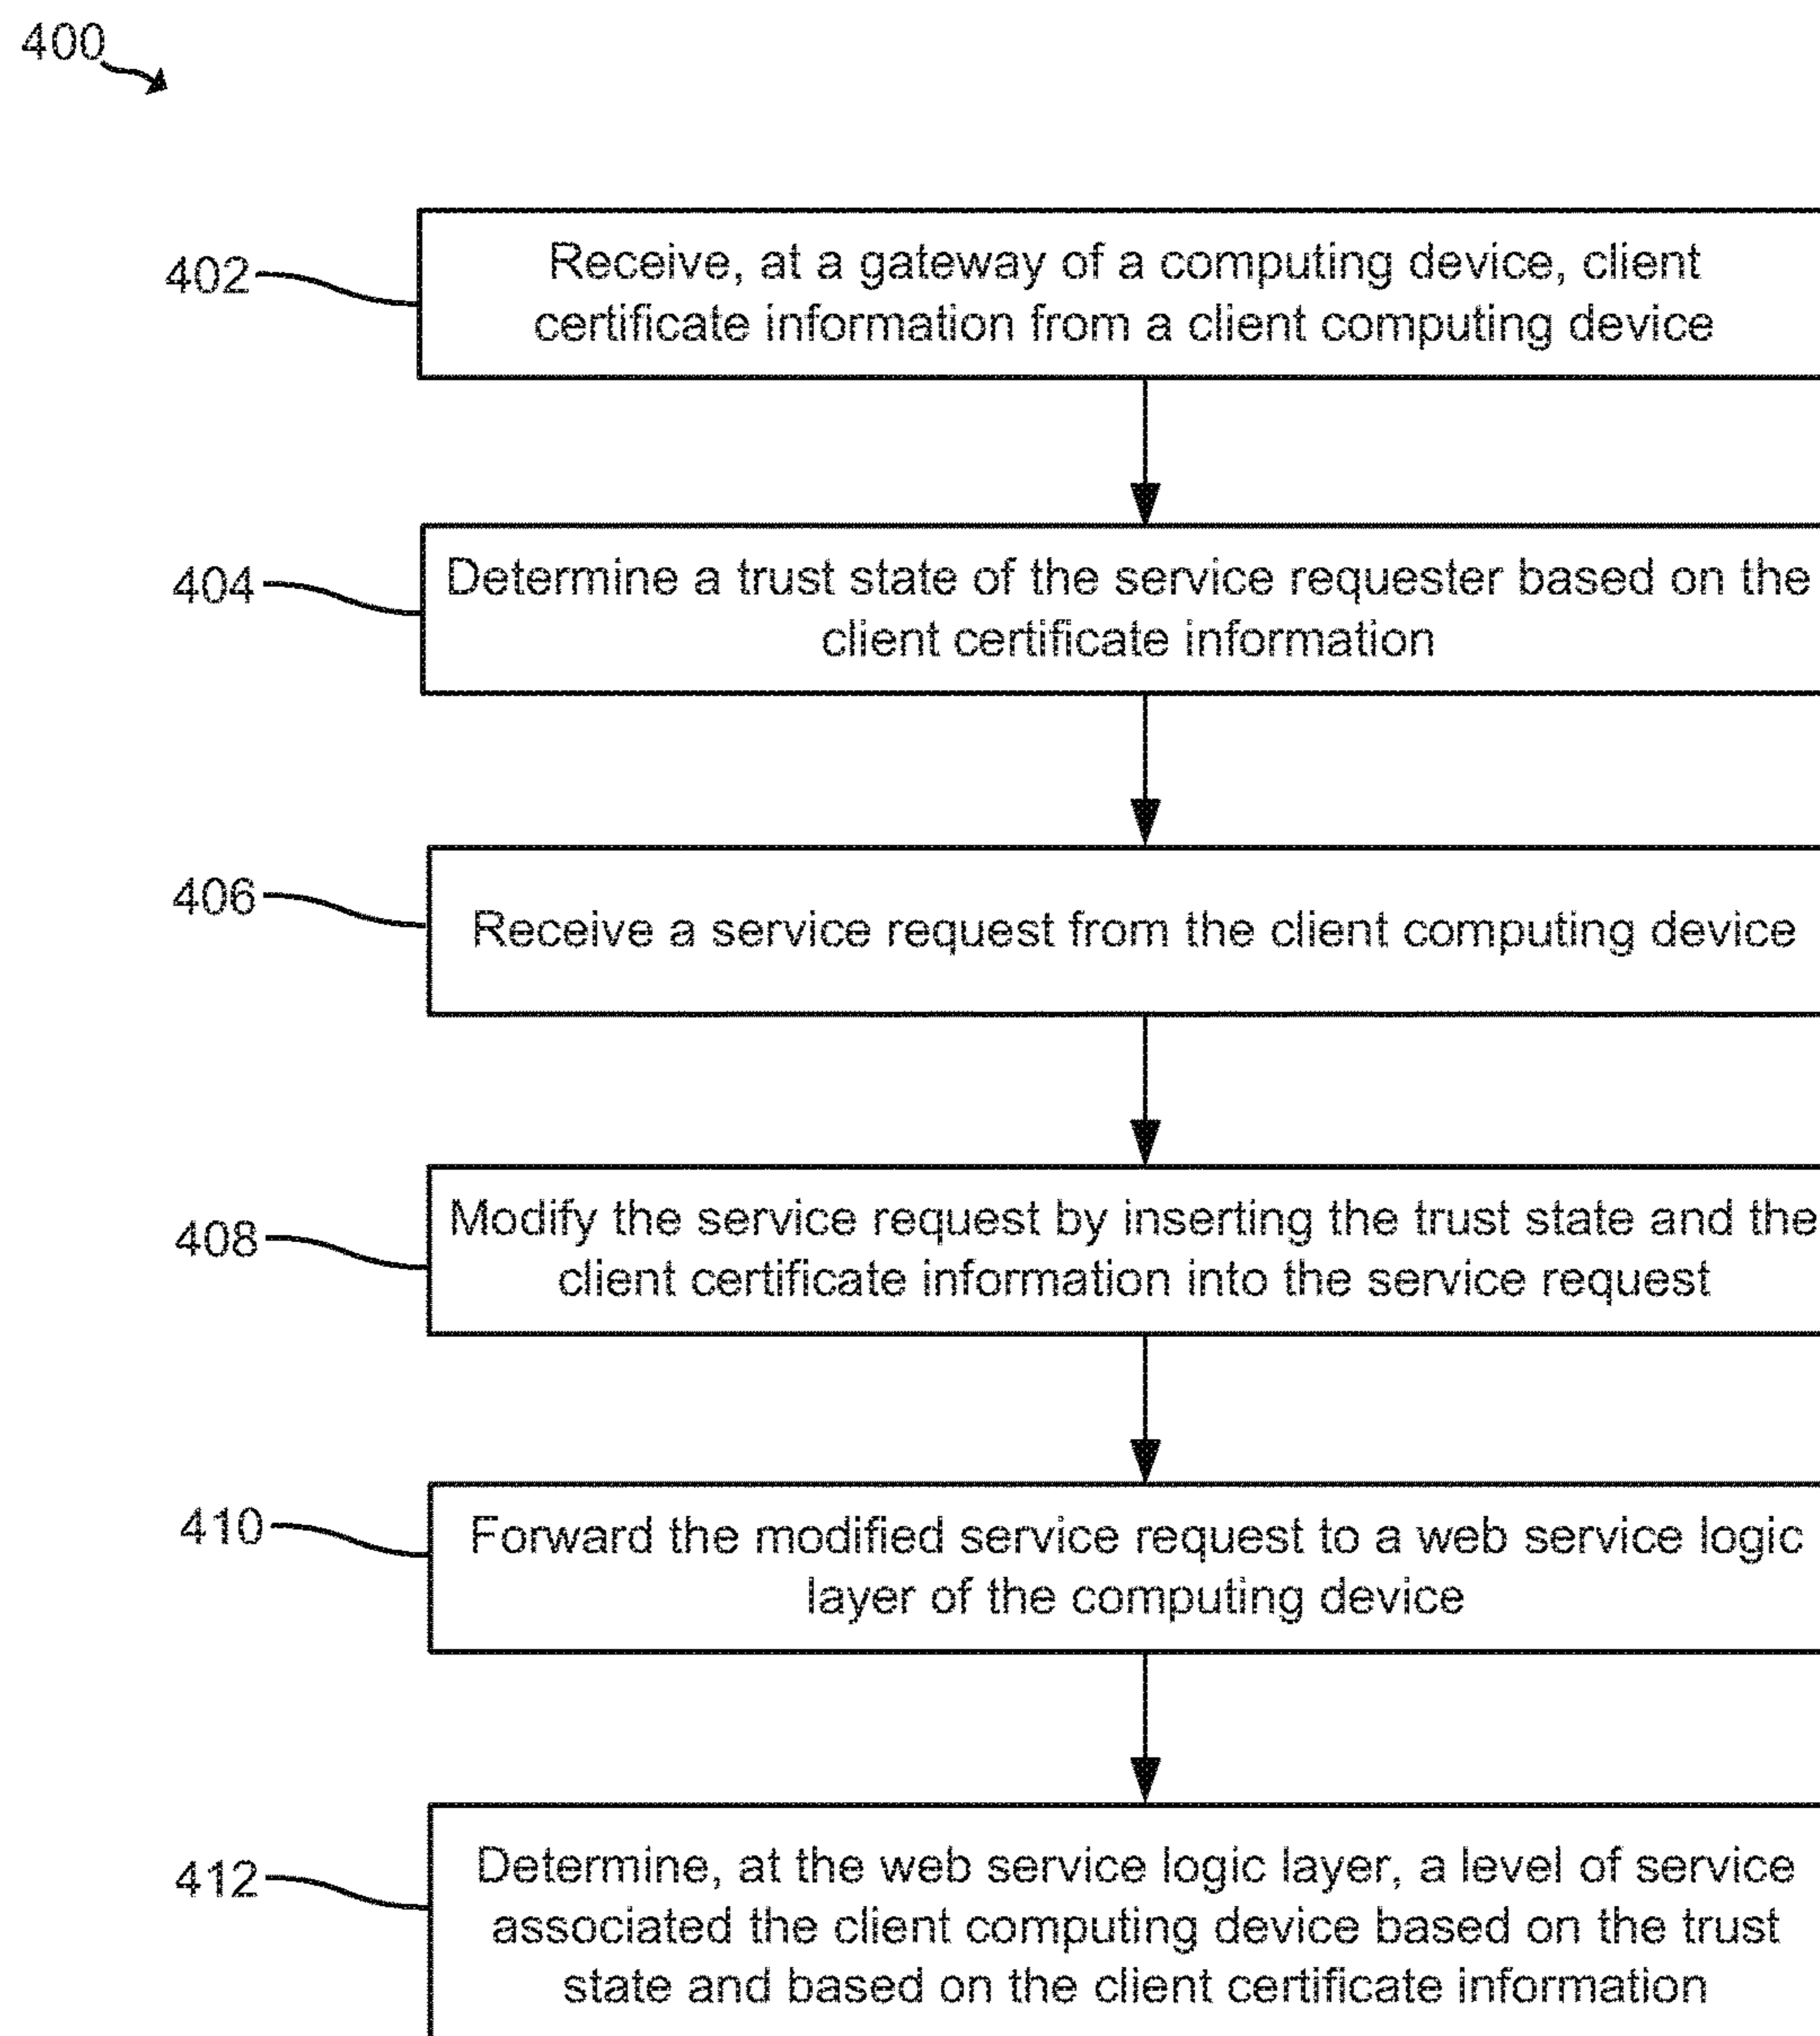 400
402
Receive, at a gateway of a computing device, client
certificate information from a client computing device
404
Determine a trust state of the service requester based on the
client certificate information
406
Receive a service request from the client computing device
408
Modify the service request by inserting the trust state and the
client certificate information into the service request
410
Forward the modified service request to a web service logic
layer of the computing device
412
Determine, at the web service logic layer, a level of service
associated the client computing device based on the trust
state and based on the client certificate information